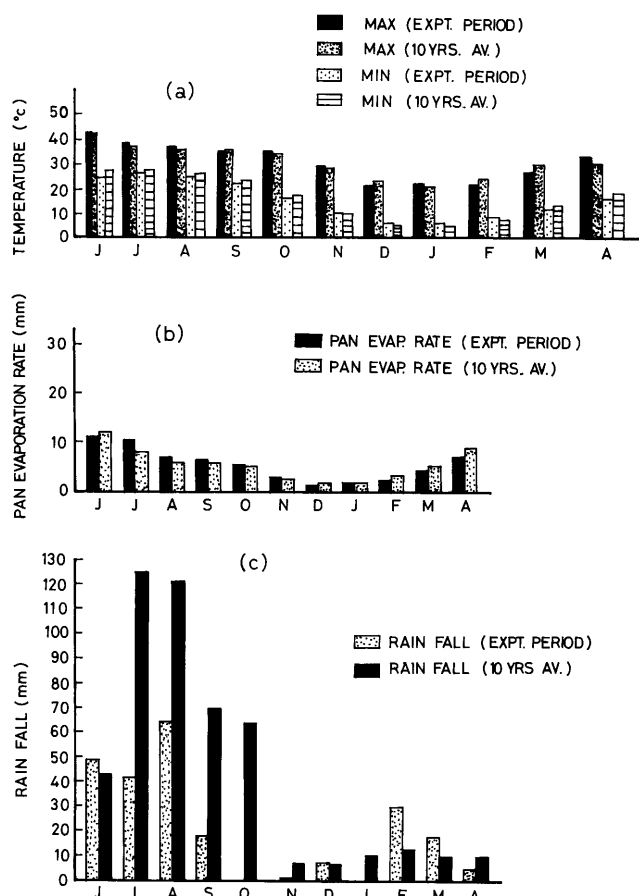 MAX (EXPT. PERIOD)
MAX (10 YRS. AV.)
MIN (EXPT. PERIOD)
MIN (10 YRS. AV.)
(a)
TEMPERATURE (°c)
50
40
30
20
10
0
J J A S O N D J F M A
(b)
PAN EVAP. RATE (EXPT. PERIOD)
PAN EVAP. RATE (10 YRS. AV.)
PAN EVAPORATION RATE (mm)
30
20
10
0
J J A S O N D J F M A
(c)
RAIN FALL (EXPT. PERIOD)
RAIN FALL (10 YRS AV.)
RAIN FALL (mm)
130
120
110
100
90
80
70
60
50
40
30
20
10
0
J J A S O N D J F M A